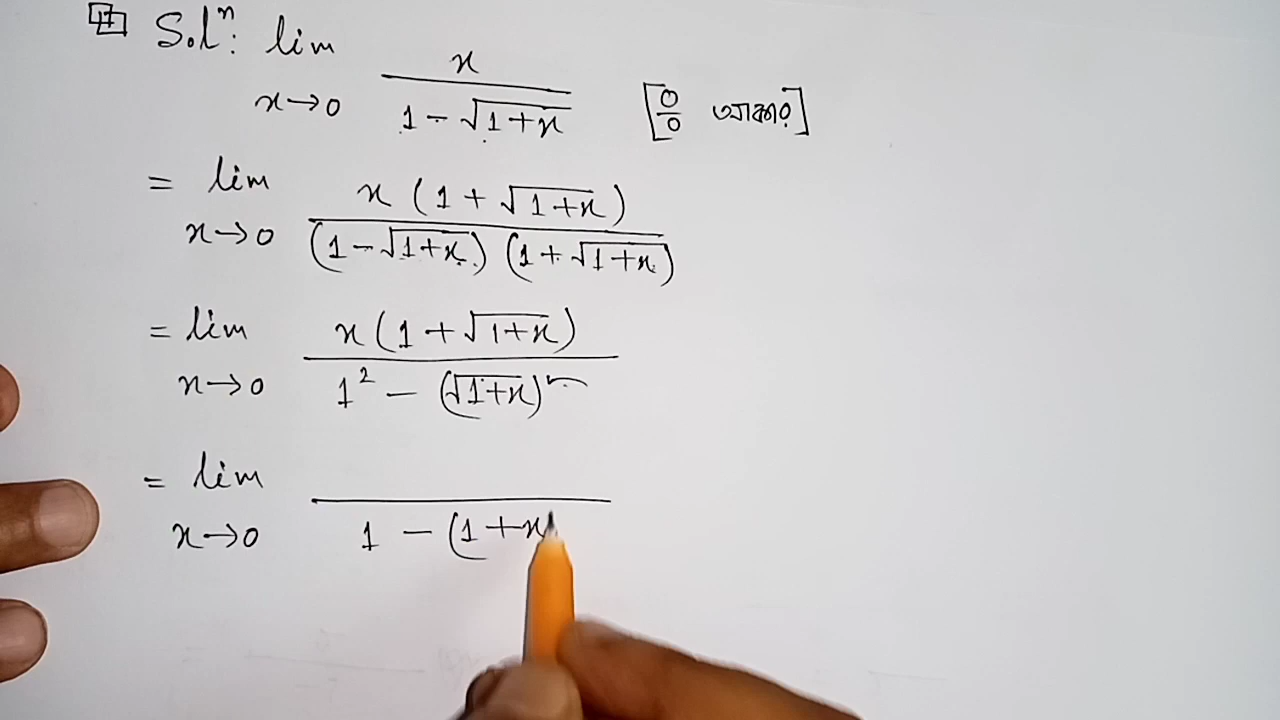 Solⁿ: lim x→0 x / (1 - √(1+x)) [0/0 আকার]
= lim x→0 x (1 + √(1+x)) / (1 - √(1+x)) (1 + √(1+x))
= lim x→0 x (1 + √(1+x)) / 1² - (√(1+x))²
= lim x→0 / 1 - (1+x